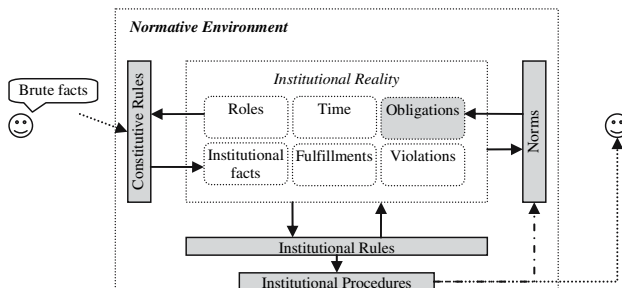 Normative Environment
Brute facts
Constitutive Rules
Institutional Reality
Roles
Time
Obligations
Institutional
facts
Fulfillments
Violations
Norms
Institutional Rules
Institutional Procedures